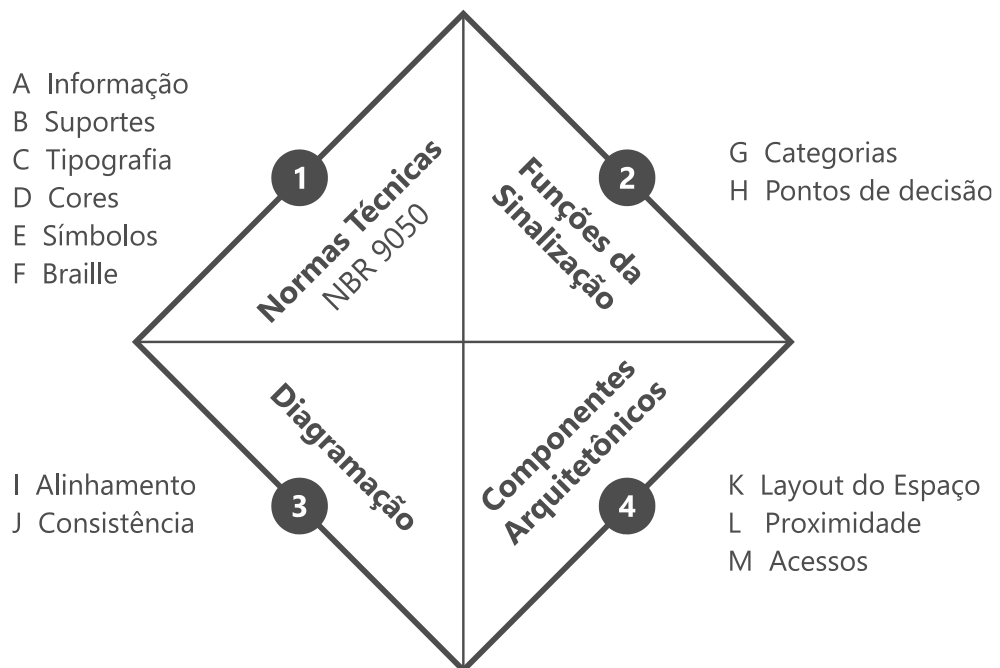 A Informação
B Suportes
C Tipografia
D Cores
E Símbolos
F Braille
1
Normas Técnicas
NBR 9050
Funções da
Sinalização
2
G Categorias
H Pontos de decisão
I Alinhamento
J Consistência
3
Diagramação
Componentes
Arquitetônicos
4
K Layout do Espaço
L Proximidade
M Acessos